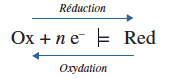 Réduction
Ox + n e⁻ ⊨ Red
Oxydation